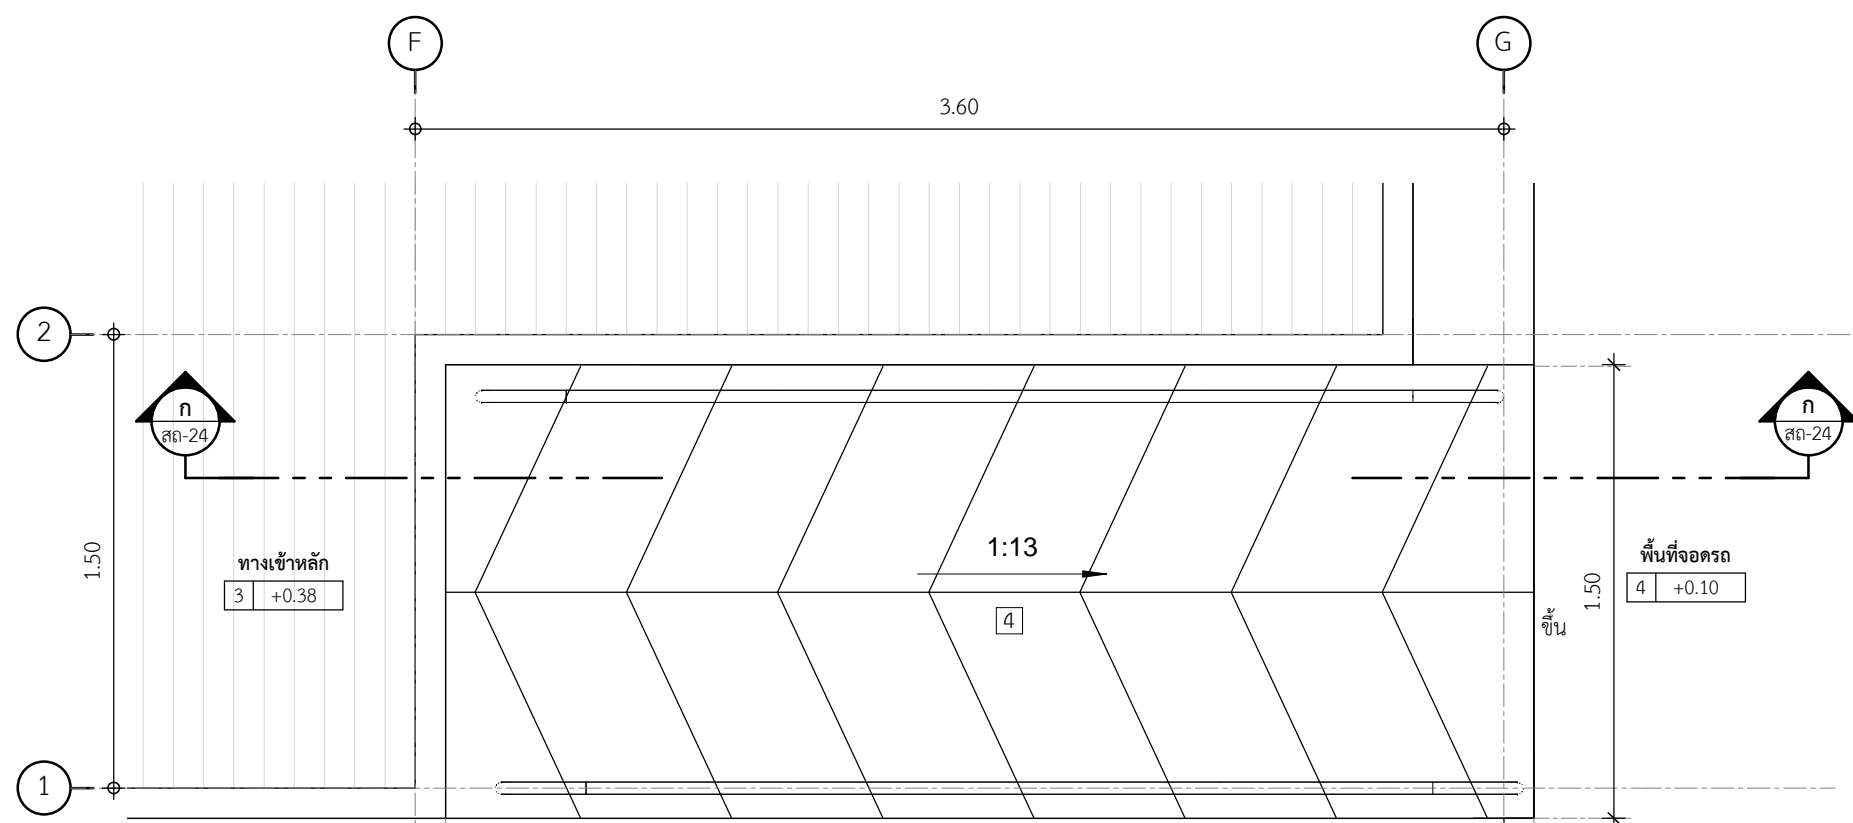 F
G
3.60
2
ก
สถ-24
ก
สถ-24
1.50
ทางเข้าหลัก
3 +0.38
1:13
4
1.50
ขึ้น
พื้นที่จอดรถ
4 +0.10
1